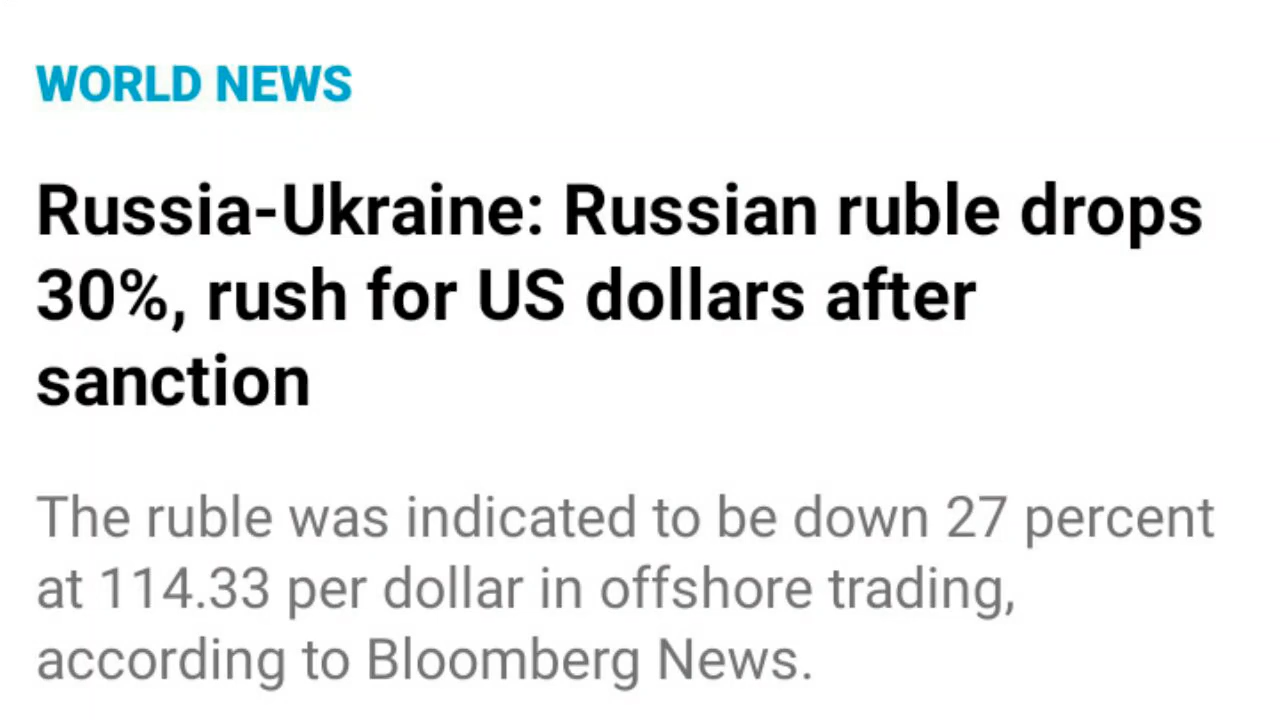 WORLD NEWS
Russia-Ukraine: Russian ruble drops
30%, rush for US dollars after
sanction
The ruble was indicated to be down 27 percent
at 114.33 per dollar in offshore trading,
according to Bloomberg News.